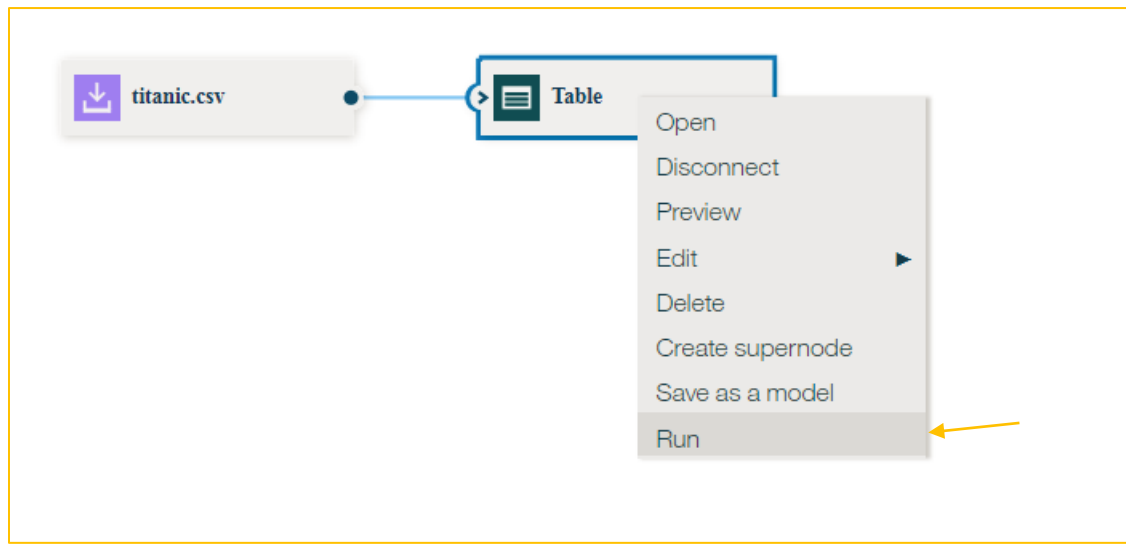 titanic.csv
Table
Open
Disconnect
Preview
Edit
Delete
Create supernode
Save as a model
Run